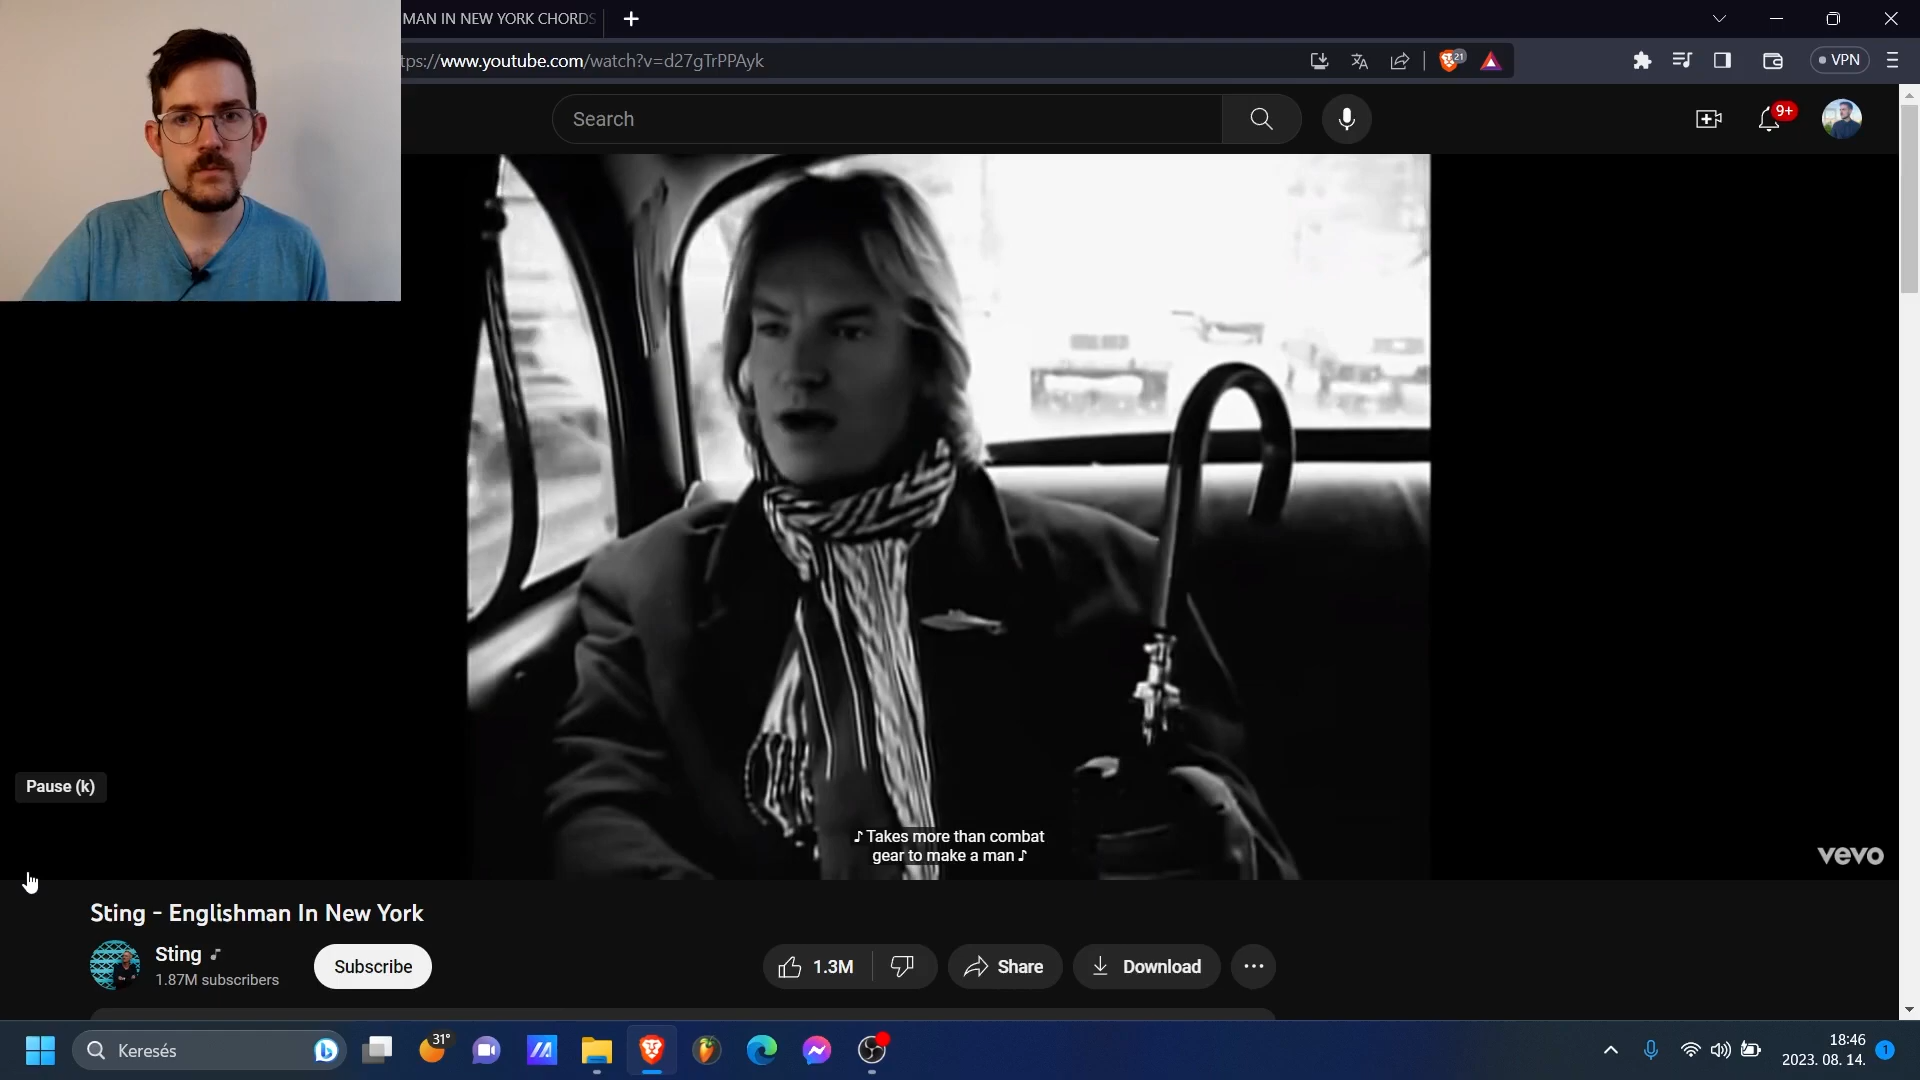 MAN IN NEW YORK CHORDS
tps://www.youtube.com/watch?v=d27gTrPPAyk
21
VPN
Search
9+
Pause (k)
♪ Takes more than combat
gear to make a man ♪
vevo
Sting - Englishman In New York
Sting
1.87M subscribers
Subscribe
1.3M
Share
Download
Keresés
31°
18:46
2023. 08. 14.
1